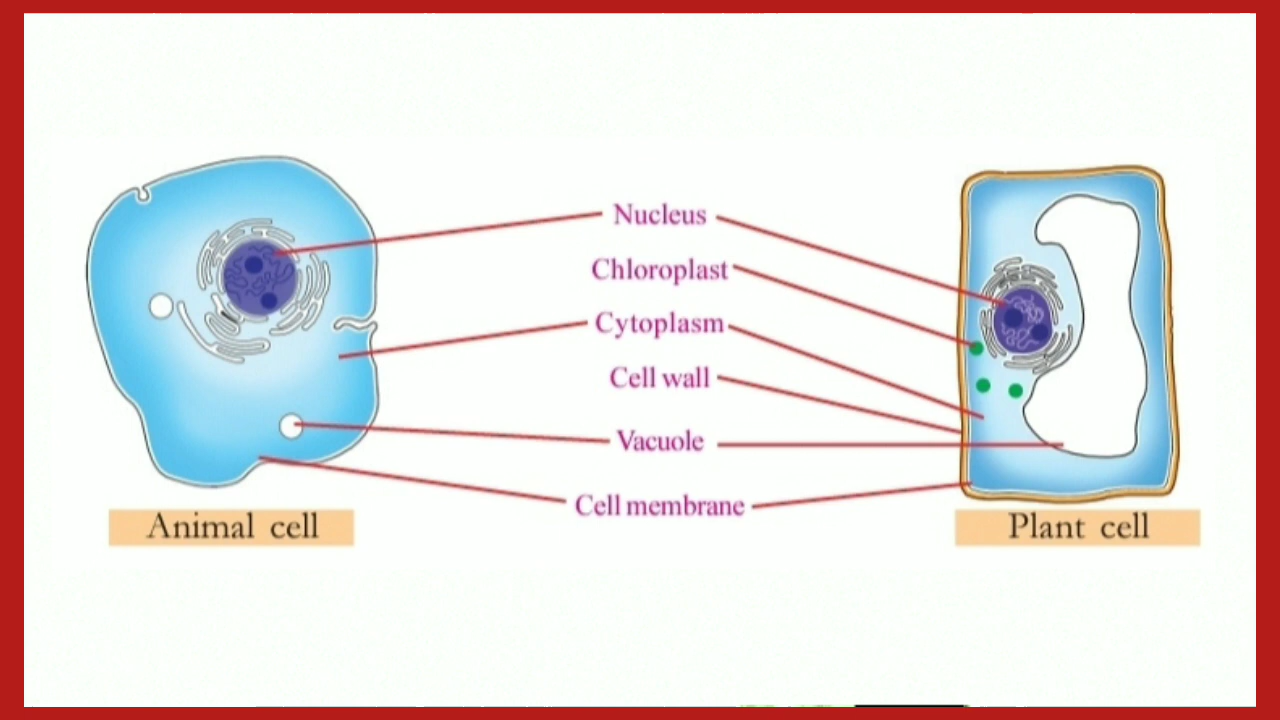 Nucleus
Chloroplast
Cytoplasm
Cell wall
Vacuole
Cell membrane
Animal cell
Plant cell